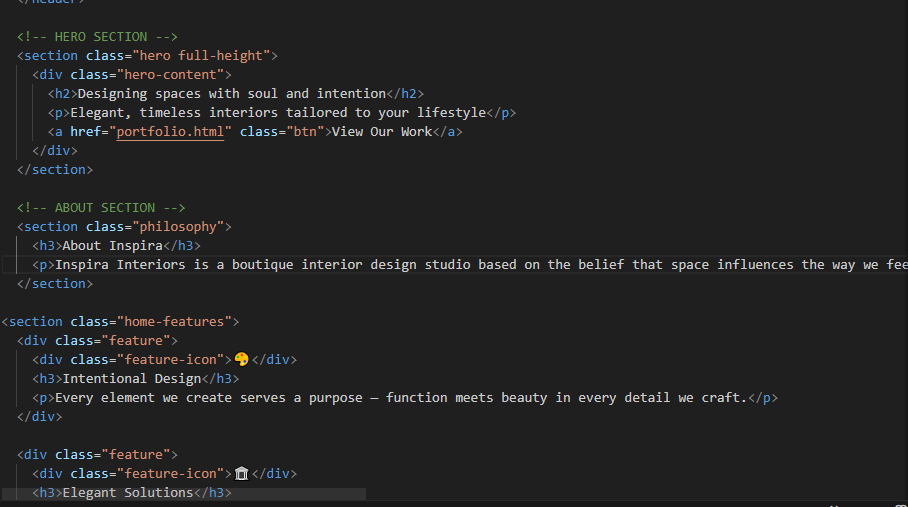 </header>
<!-- HERO SECTION -->
<section class="hero full-height">
<div class="hero-content">
<h2>Designing spaces with soul and intention</h2>
<p>Elegant, timeless interiors tailored to your lifestyle</p>
<a href="portfolio.html" class="btn">View Our Work</a>
</div>
</section>
<!-- ABOUT SECTION -->
<section class="philosophy">
<h3>About Inspira</h3>
<p>Inspira Interiors is a boutique interior design studio based on the belief that space influences the way we fee
</section>
<section class="home-features">
<div class="feature">
<div class="feature-icon">🎨</div>
<h3>Intentional Design</h3>
<p>Every element we create serves a purpose — function meets beauty in every detail we craft.</p>
</div>
<div class="feature">
<div class="feature-icon">🏛</div>
<h3>Elegant Solutions</h3>